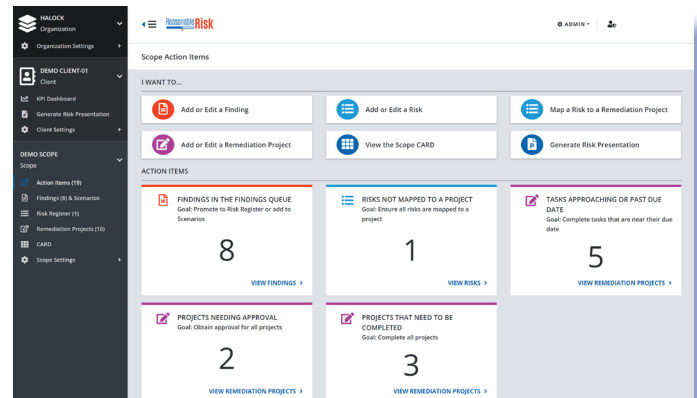 HALOCK
Organization
Organization Settings +
DEMO CLIENT-01
Client
KPI Dashboard
Generate Risk Presentation
Client Settings +
DEMO SCOPE
Scope
Action Items (19)
Findings (8) & Scenarios
Risk Register (1)
Remediation Projects (10)
CARD
Scope Settings +
Reasonable Risk
ADMIN
Scope Action Items
I WANT TO...
Add or Edit a Finding
Add or Edit a Risk
Map a Risk to a Remediation Project
Add or Edit a Remediation Project
View the Scope CARD
Generate Risk Presentation
ACTION ITEMS
FINDINGS IN THE FINDINGS QUEUE
Goal: Promote to Risk Register or add to
Scenarios
8
VIEW FINDINGS >
RISKS NOT MAPPED TO A PROJECT
Goal: Ensure all risks are mapped to a
project
1
VIEW RISKS >
TASKS APPROACHING OR PAST DUE
DATE
Goal: Complete tasks that are near their due
date
5
VIEW REMEDIATION PROJECTS >
PROJECTS NEEDING APPROVAL
Goal: Obtain approval for all projects
2
VIEW REMEDIATION PROJECTS >
PROJECTS THAT NEED TO BE
COMPLETED
Goal: Complete all projects
3
VIEW REMEDIATION PROJECTS >